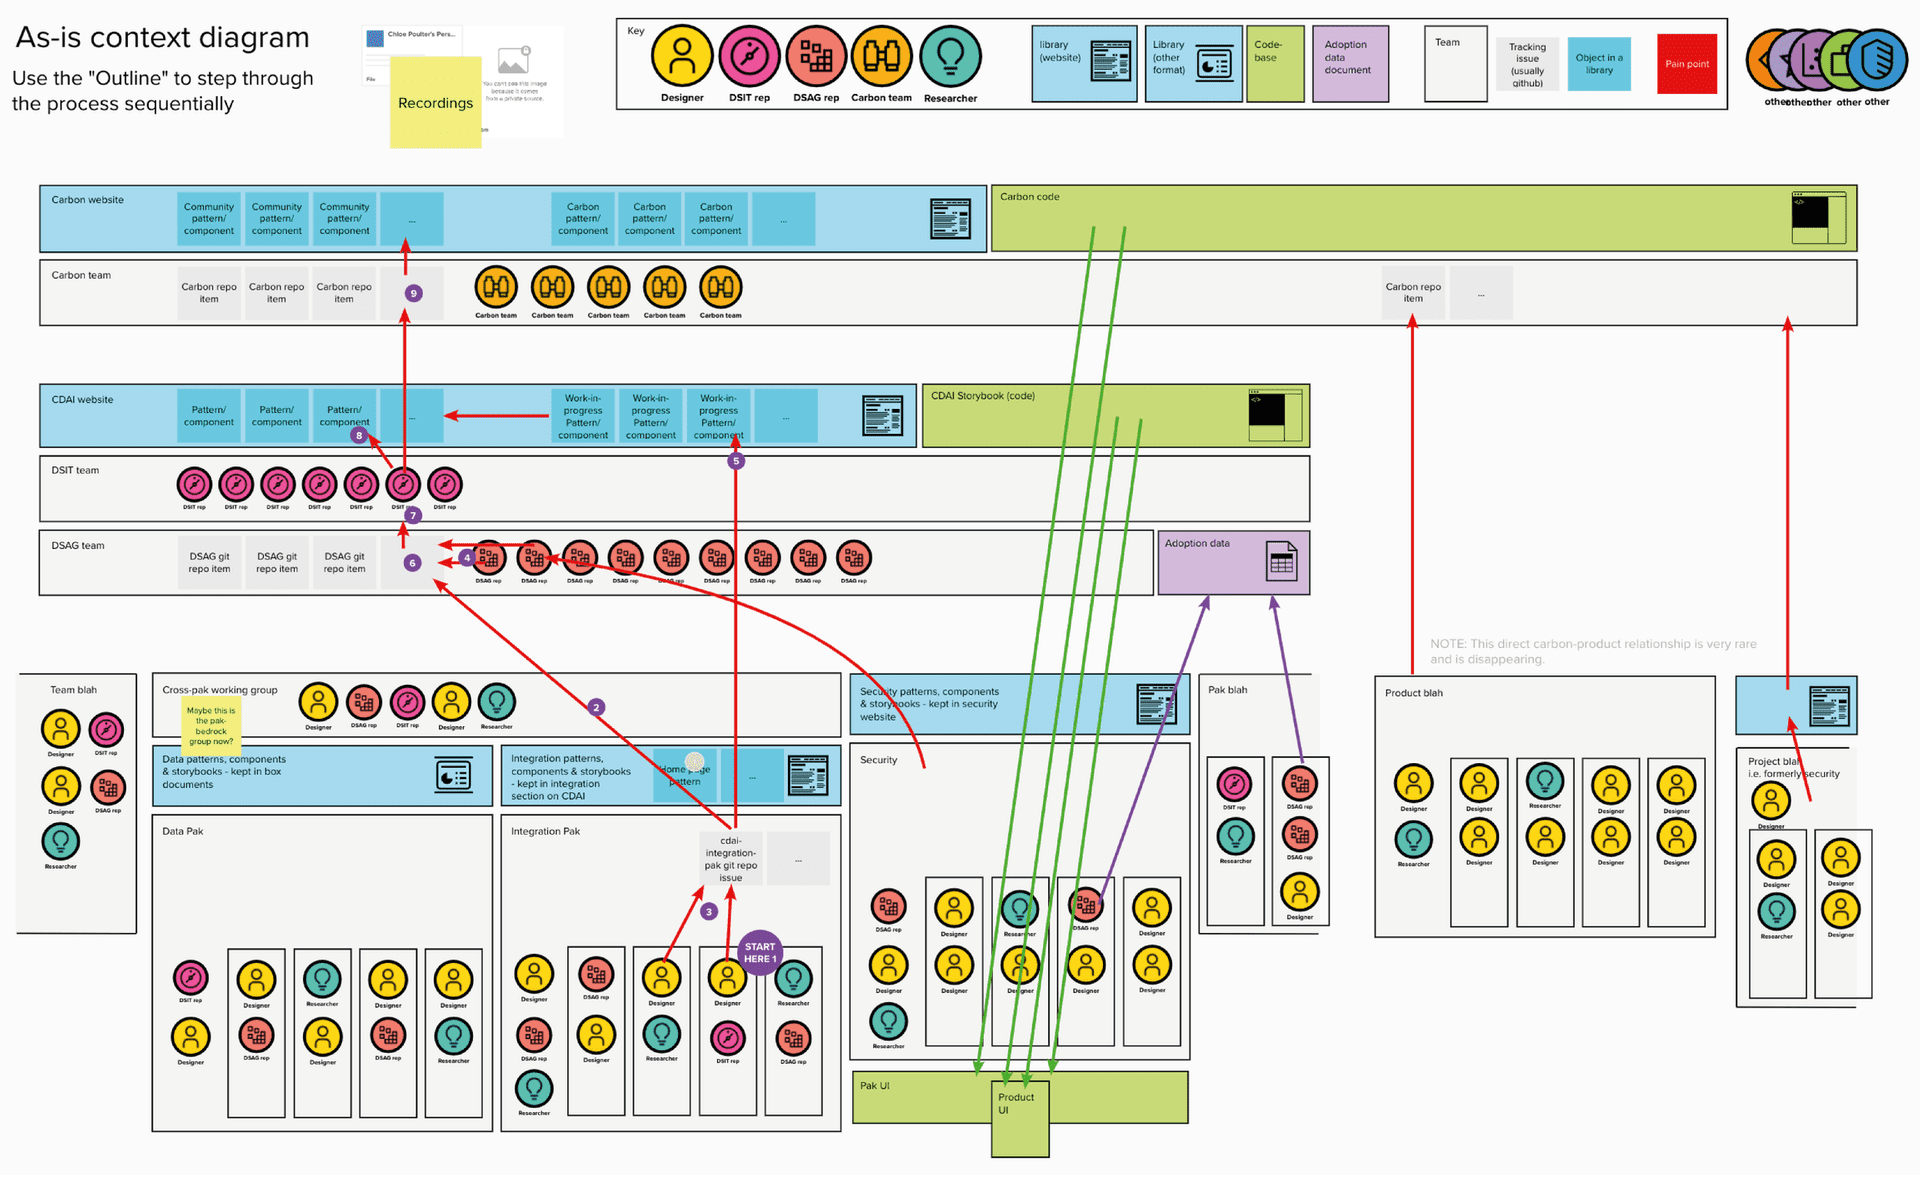 As-is context diagram
Use the "Outline" to step through
the process sequentially
Chloe Poulter's Pers...
File
You can't see this image
because it comes
from a private source.
Recordings
Key
Designer
DSIT rep
DSAG rep
Carbon team
Researcher
library
(website)
Library
(other
format)
Code-
base
Adoption
data
document
Team
Tracking
issue
(usually
github)
Object in a
library
Pain point
other
other
other
other
other
Carbon website
Community
pattern/
component
Community
pattern/
component
Community
pattern/
component
...
Carbon
pattern/
component
Carbon
pattern/
component
Carbon
pattern/
component
...
Carbon code
Carbon team
Carbon repo
item
Carbon repo
item
Carbon repo
item
9
Carbon team
Carbon team
Carbon team
Carbon team
Carbon team
Carbon repo
item
...
CDAI website
Pattern/
component
Pattern/
component
Pattern/
component
...
8
Work-in-
progress
Pattern/
component
Work-in-
progress
Pattern/
component
Work-in-
progress
Pattern/
component
...
5
CDAI Storybook (code)
DSIT team
DSIT rep
DSIT rep
DSIT rep
DSIT rep
DSIT rep
DSIT
DSIT rep
7
DSAG team
DSAG git
repo item
DSAG git
repo item
DSAG git
repo item
6
4
DSAG rep
DSAG rep
DSAG rep
DSAG rep
DSAG rep
DSAG rep
DSAG rep
DSAG rep
DSAG rep
Adoption data
NOTE: This direct carbon-product relationship is very rare
and is disappearing.
Team blah
Designer
DSIT rep
Designer
DSAG rep
Researcher
Cross-pak working group
Maybe this is
the pak-
bedrock
group now?
Designer
DSAG rep
DSIT rep
Designer
Researcher
2
Data patterns, components
& storybooks - kept in box
documents
Integration patterns,
components & storybooks
- kept in integration
section on CDAI
Home page
pattern
...
Data Pak
DSIT rep
Designer
Designer
DSAG rep
Researcher
Designer
Designer
DSAG rep
Designer
Researcher
Integration Pak
cdai-
integration-
pak git repo
issue
...
3
START
HERE 1
Designer
DSAG rep
Researcher
DSAG rep
Designer
Designer
Researcher
Designer
DSIT rep
Researcher
DSAG rep
Security patterns, components
& storybooks - kept in security
website
Security
DSAG rep
Designer
Researcher
Designer
Designer
Researcher
Designer
DSAG rep
Designer
Designer
Designer
Pak UI
Product
UI
Pak blah
DSIT rep
Researcher
DSAG rep
DSAG rep
Designer
Product blah
Designer
Researcher
Designer
Designer
Researcher
Designer
Designer
Designer
Designer
Designer
Project blah
i.e. formerly security
Designer
Designer
Researcher
Designer
Designer